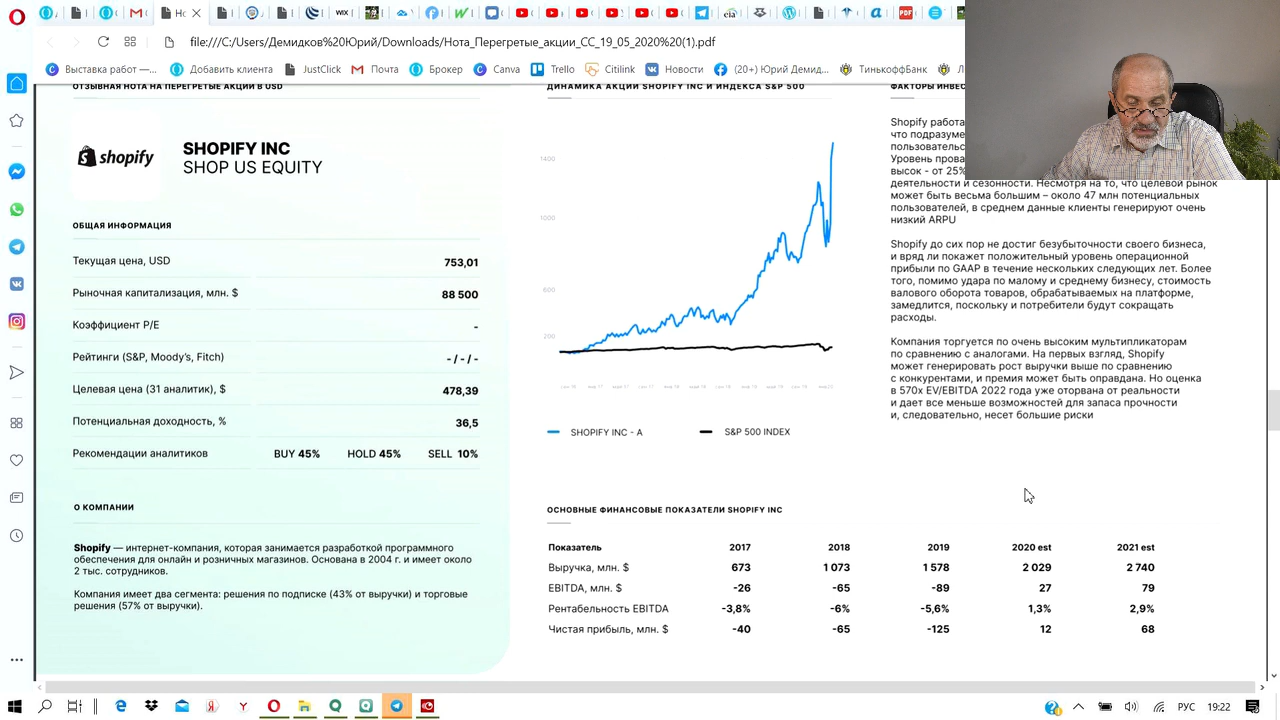 Но
WIX
eia
PDF
file:///C:/Users/Демидков%20Юрий/Downloads/Нота_Перегретые_акции_СС_19_05_2020%20(1).pdf
Выставка работ —…
Добавить клиента
JustClick
Почта
Брокер
Canva
Trello
Citilink
Новости
(20+) Юрий Демид…
ТинькоффБанк
ОТЗЫВНАЯ НОТА НА ПЕРЕГРЕТЫЕ АКЦИИ В USD
shopify
SHOPIFY INC
SHOP US EQUITY
ОБЩАЯ ИНФОРМАЦИЯ
Текущая цена, USD 753,01
Рыночная капитализация, млн. $ 88 500
Коэффициент P/E -
Рейтинги (S&P, Moody’s, Fitch) - / - / -
Целевая цена (31 аналитик), $ 478,39
Потенциальная доходность, % 36,5
Рекомендации аналитиков BUY 45% HOLD 45% SELL 10%
О КОМПАНИИ
Shopify — интернет-компания, которая занимается разработкой программного
обеспечения для онлайн и розничных магазинов. Основана в 2004 г. и имеет около
2 тыс. сотрудников.
Компания имеет два сегмента: решения по подписке (43% от выручки) и торговые
решения (57% от выручки).
ДИНАМИКА АКЦИЙ SHOPIFY INC И ИНДЕКСА S&P 500
1400
1000
600
200
SHOPIFY INC - A
S&P 500 INDEX
ФАКТОРЫ ИНВЕС
Shopify работа
что подразуме
пользовательс
Уровень прова
высок - от 25%
деятельности и сезонности. Несмотря на то, что целевой рынок
может быть весьма большим – около 47 млн потенциальных
пользователей, в среднем данные клиенты генерируют очень
низкий ARPU
Shopify до сих пор не достиг безубыточности своего бизнеса,
и вряд ли покажет положительный уровень операционной
прибыли по GAAP в течение нескольких следующих лет. Более
того, помимо удара по малому и среднему бизнесу, стоимость
валового оборота товаров, обрабатываемых на платформе,
замедлится, поскольку и потребители будут сокращать
расходы.
Компания торгуется по очень высоким мультипликаторам
по сравнению с аналогами. На первых взгляд, Shopify
может генерировать рост выручки выше по сравнению
с конкурентами, и премия может быть оправдана. Но оценка
в 570x EV/EBITDA 2022 года уже оторвана от реальности
и дает все меньше возможностей для запаса прочности
и, следовательно, несет большие риски
ОСНОВНЫЕ ФИНАНСОВЫЕ ПОКАЗАТЕЛИ SHOPIFY INC
Показатель 2017 2018 2019 2020 est 2021 est
Выручка, млн. $ 673 1 073 1 578 2 029 2 740
EBITDA, млн. $ -26 -65 -89 27 79
Рентабельность EBITDA -3,8% -6% -5,6% 1,3% 2,9%
Чистая прибыль, млн. $ -40 -65 -125 12 68
РУС
19:22